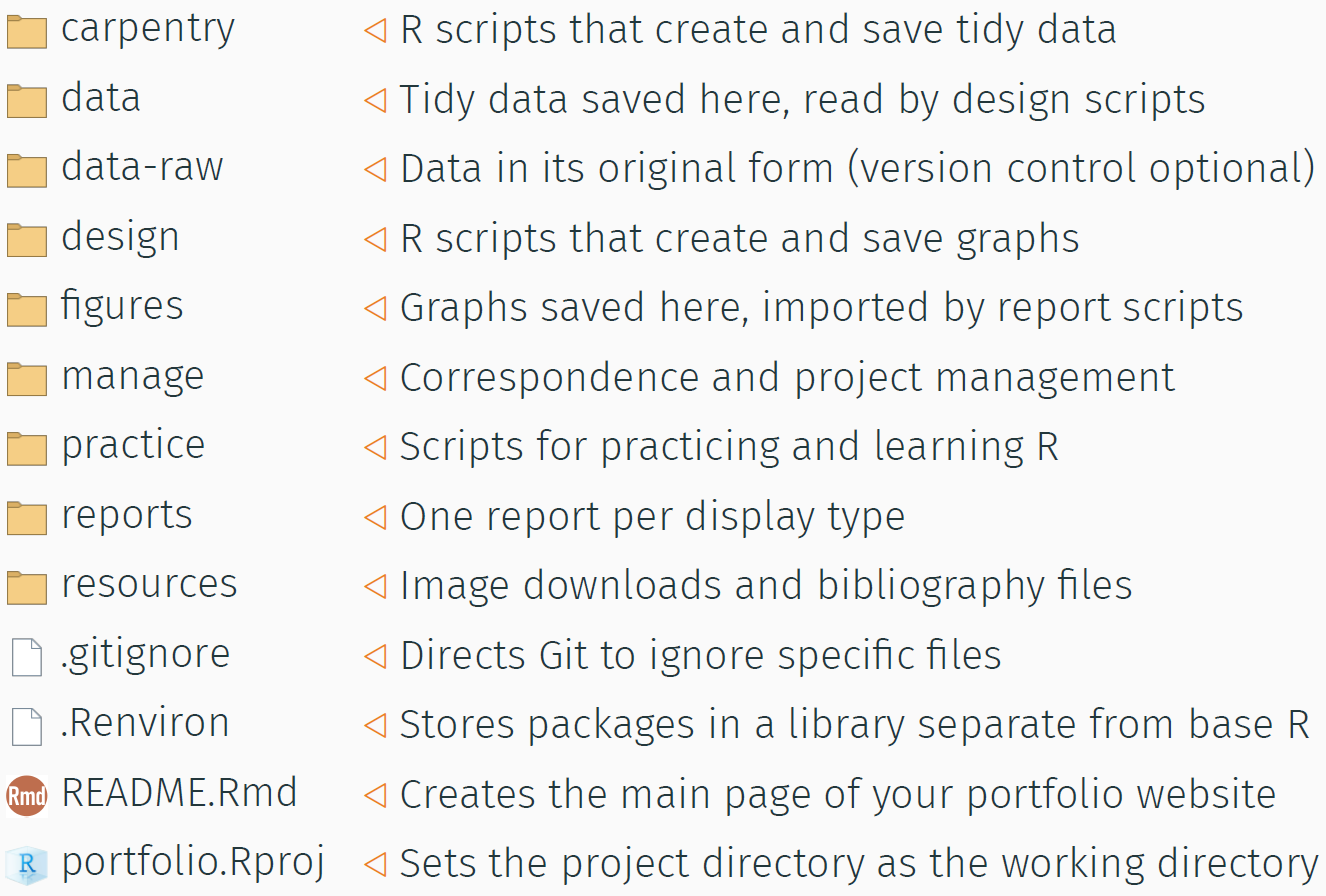 carpentry ◁ R scripts that create and save tidy data
data ◁ Tidy data saved here, read by design scripts
data-raw ◁ Data in its original form (version control optional)
design ◁ R scripts that create and save graphs
figures ◁ Graphs saved here, imported by report scripts
manage ◁ Correspondence and project management
practice ◁ Scripts for practicing and learning R
reports ◁ One report per display type
resources ◁ Image downloads and bibliography files
.gitignore ◁ Directs Git to ignore specific files
.Renviron ◁ Stores packages in a library separate from base R
Rmd README.Rmd ◁ Creates the main page of your portfolio website
R portfolio.Rproj ◁ Sets the project directory as the working directory